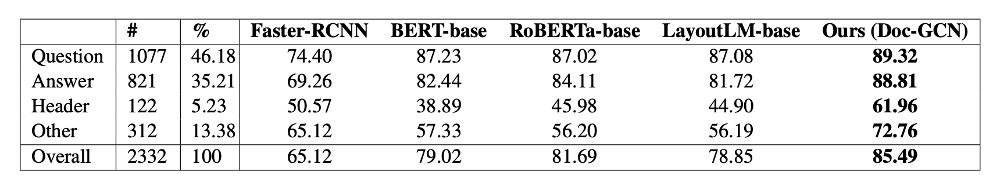 # % Faster-RCNN BERT-base RoBERTa-base LayoutLM-base Ours (Doc-GCN)
Question 1077 46.18 74.40 87.23 87.02 87.08 89.32
Answer 821 35.21 69.26 82.44 84.11 81.72 88.81
Header 122 5.23 50.57 38.89 45.98 44.90 61.96
Other 312 13.38 65.12 57.33 56.20 56.19 72.76
Overall 2332 100 65.12 79.02 81.69 78.85 85.49